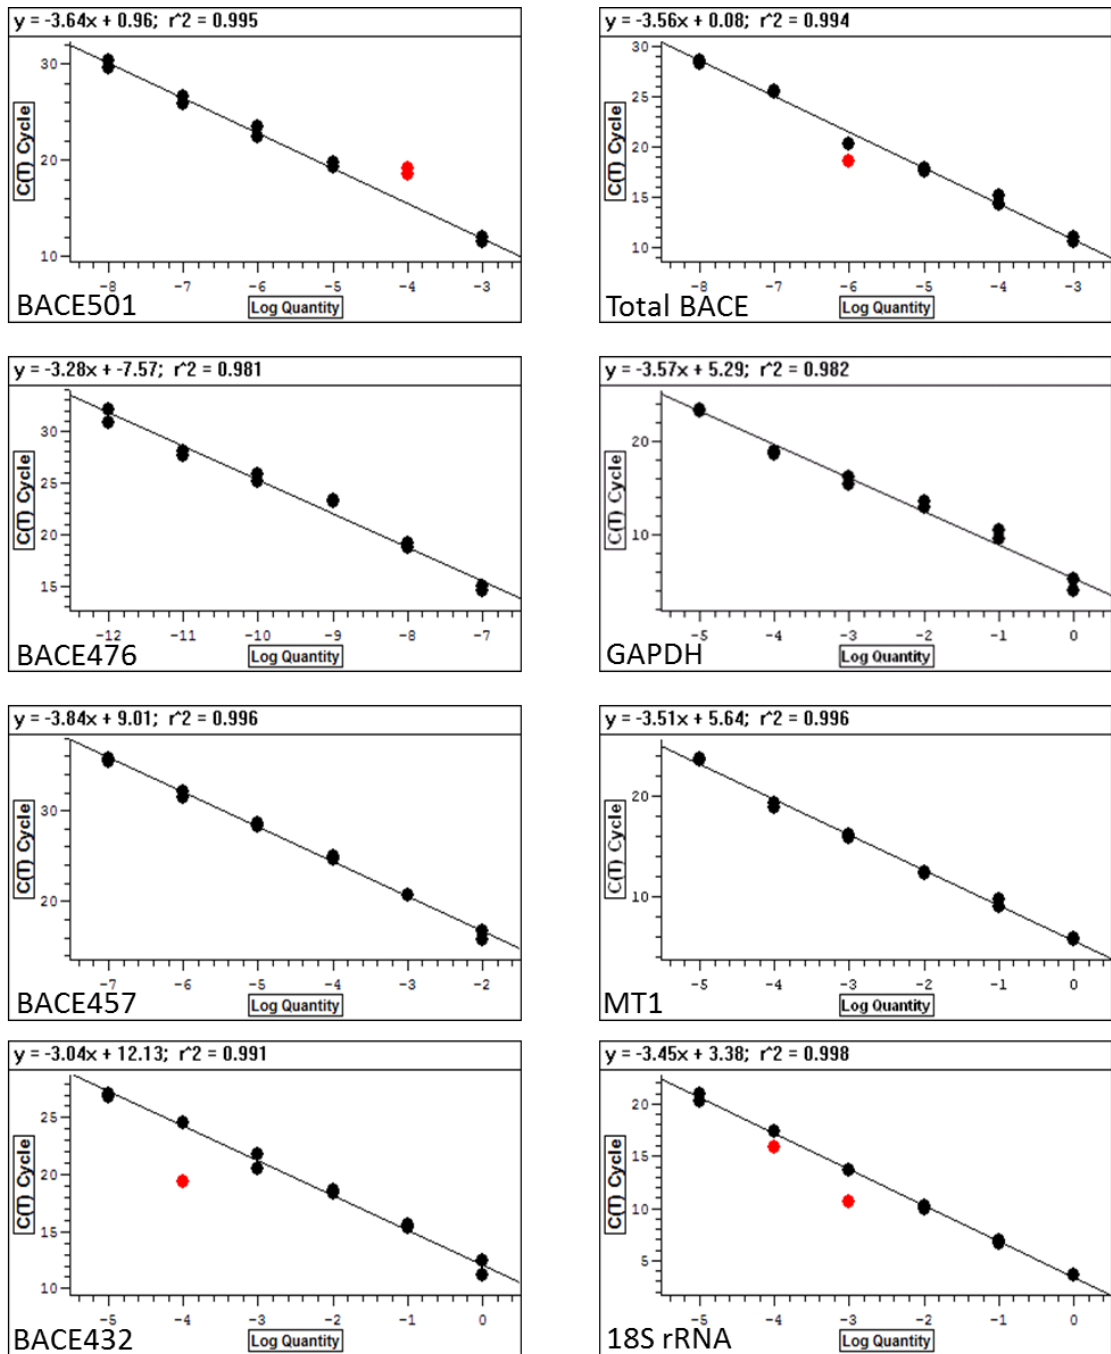 y = -3.64x + 0.96; r^2 = 0.995
30
20
10
C(T) Cycle
-8 -7 -6 -5 -4 -3
Log Quantity
BACE501
y = -3.56x + 0.08; r^2 = 0.994
30
25
20
15
10
C(T) Cycle
-8 -7 -6 -5 -4 -3
Log Quantity
Total BACE
y = -3.28x + -7.57; r^2 = 0.981
30
25
20
15
C(T) Cycle
-12 -11 -10 -9 -8 -7
Log Quantity
BACE476
y = -3.57x + 5.29; r^2 = 0.982
20
10
C(T) Cycle
-5 -4 -3 -2 -1 0
Log Quantity
GAPDH
y = -3.84x + 9.01; r^2 = 0.996
30
20
C(T) Cycle
-7 -6 -5 -4 -3 -2
Log Quantity
BACE457
y = -3.51x + 5.64; r^2 = 0.996
20
10
C(T) Cycle
-5 -4 -3 -2 -1 0
Log Quantity
MT1
y = -3.04x + 12.13; r^2 = 0.991
25
20
15
10
C(T) Cycle
-5 -4 -3 -2 -1 0
Log Quantity
BACE432
y = -3.45x + 3.38; r^2 = 0.998
20
15
10
5
C(T) Cycle
-5 -4 -3 -2 -1 0
Log Quantity
18S rRNA